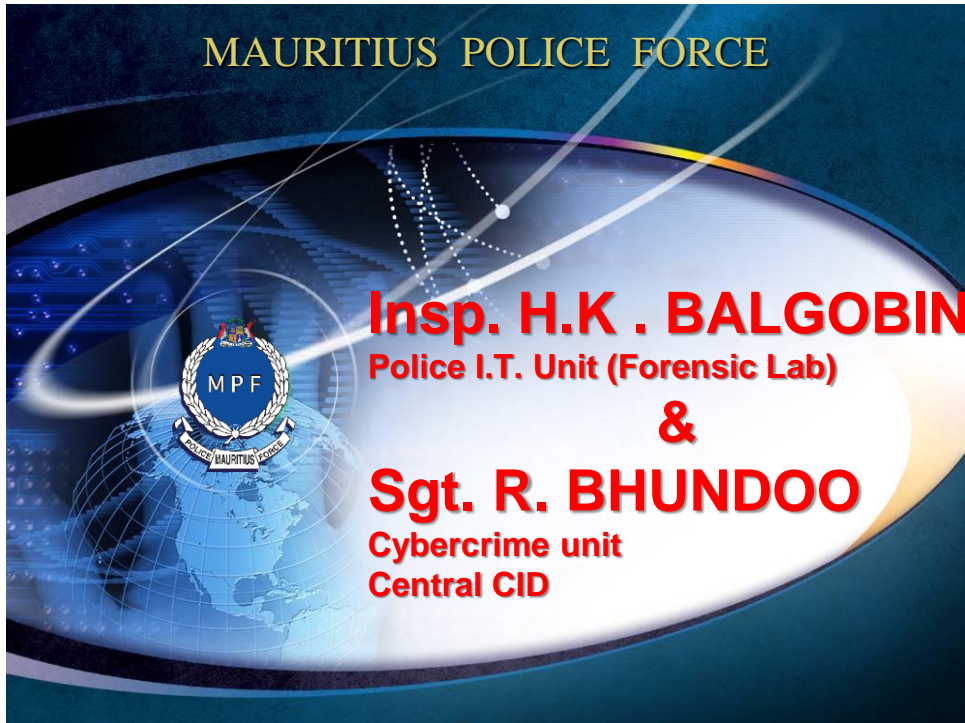 MAURITIUS POLICE FORCE
Insp. H.K . BALGOBIN
Police I.T. Unit (Forensic Lab)
&
Sgt. R. BHUNDOO
Cybercrime unit
Central CID
MPF
POLICE MAURITIUS FORCE